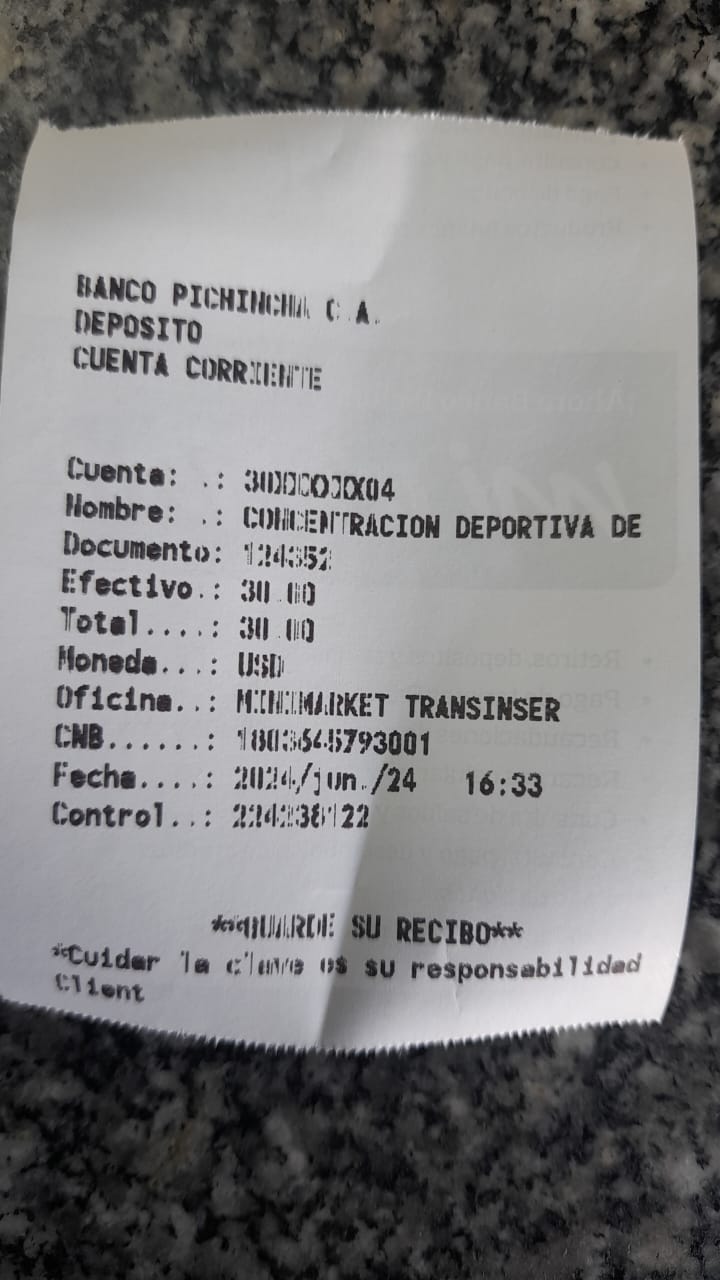 BANCO PICHINCHA C.A.
DEPOSITO
CUENTA CORRIENTE
Cuenta: .: 30XXXXXX04
Nombre: .: CONCENTRACION DEPORTIVA DE
Documento: 124352
Efectivo.: 30.00
Total....: 30.00
Moneda...: USD
Oficina..: MINIMARKET TRANSINSER
CNB......: 1803645793001
Fecha....: 2024/jun./24 16:33
Control..: 224238122
**GUARDE SU RECIBO**
*Cuidar la clave es su responsabilidad
Client